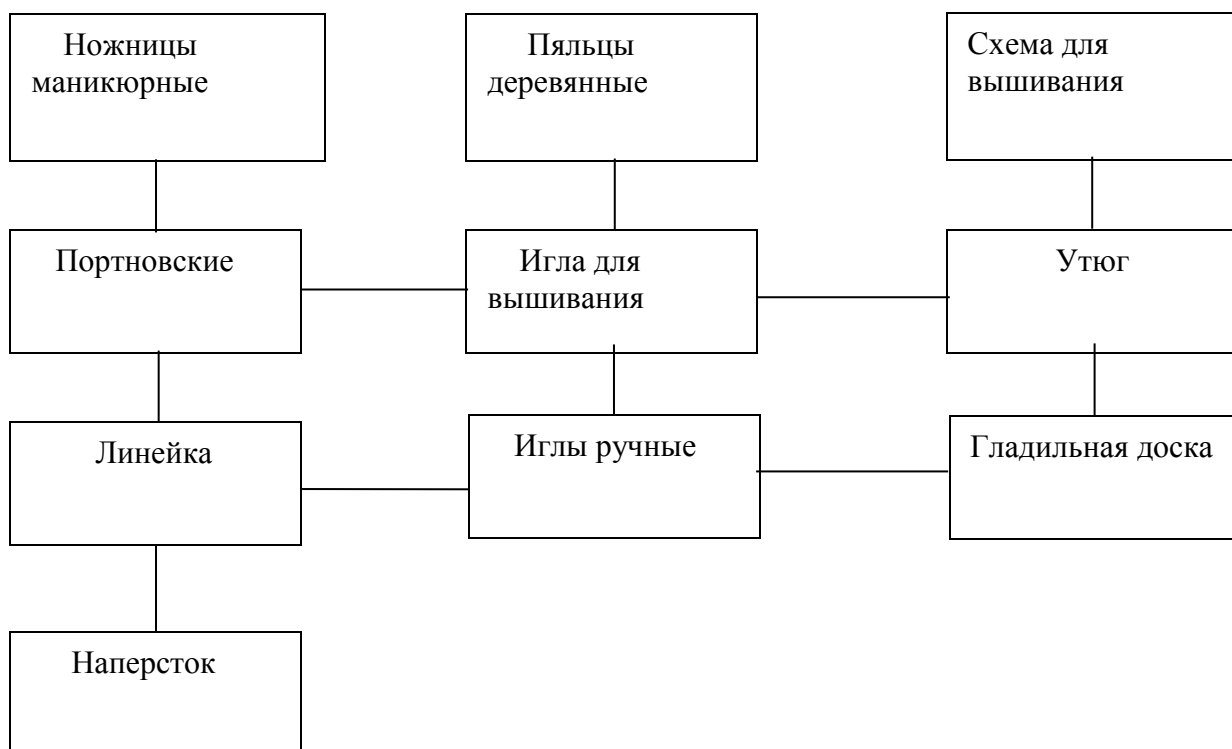 Ножницы
маникюрные
Пяльцы
деревянные
Схема для
вышивания
Портновские
Игла для
вышивания
Утюг
Линейка
Иглы ручные
Гладильная доска
Наперсток